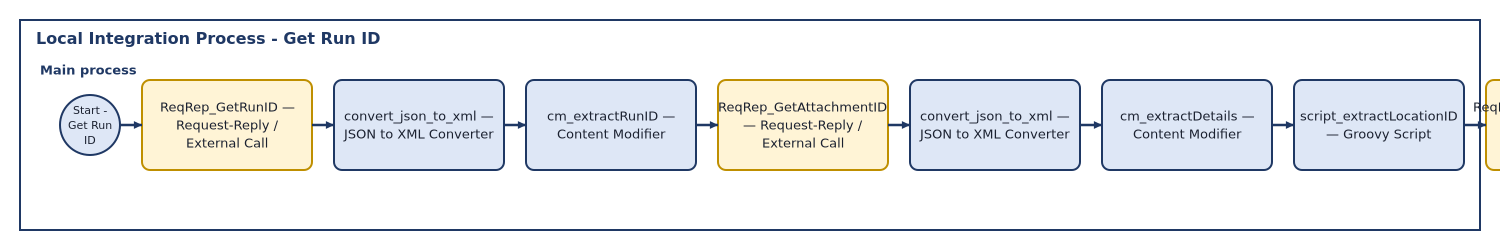 Local Integration Process - Get Run ID
Main process
Start -
Get Run
ID
ReqRep_GetRunID —
Request-Reply /
External Call
convert_json_to_xml —
JSON to XML Converter
cm_extractRunID —
Content Modifier
ReqRep_GetAttachmentID
— Request-Reply /
External Call
convert_json_to_xml —
JSON to XML Converter
cm_extractDetails —
Content Modifier
script_extractLocationID
— Groovy Script